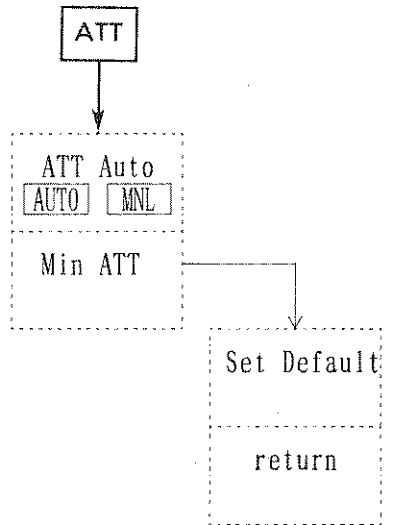 ATT
ATT Auto
AUTO MNL
Min ATT
Set Default
return